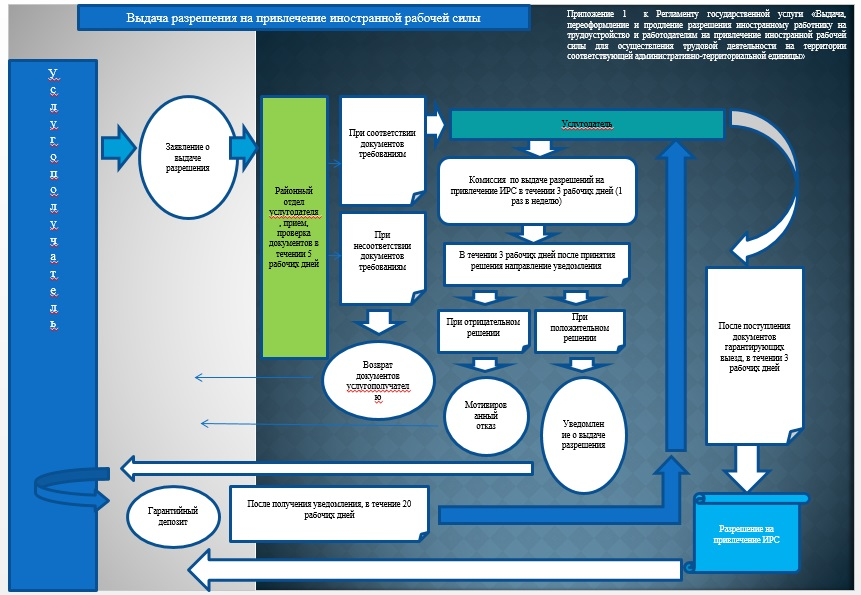 Выдача разрешения на привлечение иностранной рабочей силы
Приложение 1 к Регламенту государственной услуги «Выдача,
переоформление и продление разрешения иностранному работнику на
трудоустройство и работодателям на привлечение иностранной рабочей
силы для осуществления трудовой деятельности на территории
соответствующей административно-территориальной единицы»
У
с
л
у
г
о
п
о
л
у
ч
а
т
е
л
ь
Заявление о
выдаче
разрешения
Районный
отдел
услугодателя
, прием,
проверка
документов в
течении 5
рабочих дней
При соответствии
документов
требованиям
При
несоответствии
документов
требованиям
Возврат
документов
услугополучател
ю
Услугодатель
Комиссия по выдаче разрешений на
привлечение ИРС в течении 3 рабочих дней (1
раз в неделю)
В течении 3 рабочих дней после принятия
решения направление уведомления
При отрицательном
решении
При
положительном
решении
Мотивиров
анный
отказ
Уведомлен
ие о выдаче
разрешения
После поступления
документов
гарантирующих
выезд, в течении 3
рабочих дней
Гарантийный
депозит
После получения уведомления, в течение 20
рабочих дней
Разрешение на
привлечение ИРС